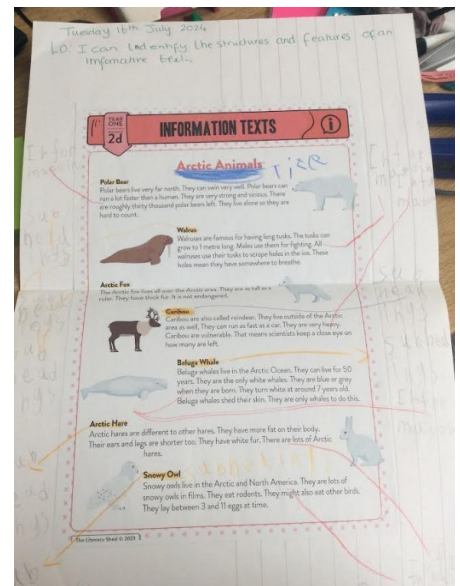 Tuesday 16th July 2024
LO: I can identify the structures and features of an
informative text.
YEAR
ONE
2d
INFORMATION TEXTS
Arctic Animals
Polar Bear
Polar bears live very far north. They can swim very well. Polar bears can
run a lot faster than a human. They are very strong and vicious. There
are roughly thirty thousand polar bears left. They live alone so they are
hard to count.
Walrus
Walruses are famous for having long tusks. The tusks can
grow to 1 metre long. Males use them for fighting. All
walruses use their tusks to scrape holes in the ice. These
holes mean they have somewhere to breathe.
Arctic Fox
The Arctic fox lives all over the Arctic area. They are as tall as a
ruler. They have thick fur. It is not endangered.
Caribou
Caribou are also called reindeer. They live outside of the Arctic
area as well. They can run as fast as a car. They are very heavy.
Caribou are vulnerable. That means scientists keep a close eye on
how many are left.
Beluga Whale
Beluga whales live in the Arctic Ocean. They can live for 50
years. They are the only white whales. They are blue or grey
when they are born. They turn white at around 7 years old.
Beluga whales shed their skin. They are only whales to do this.
Arctic Hare
Arctic hares are different to other hares. They have more fat on their body.
Their ears and legs are shorter too. They have white fur. There are lots of Arctic
hares.
Snowy Owl
Snowy owls live in the Arctic and North America. They are lots of
snowy owls in films. They eat rodents. They might also eat other birds.
They lay between 3 and 11 eggs at time.
The Literacy Shed © 2023